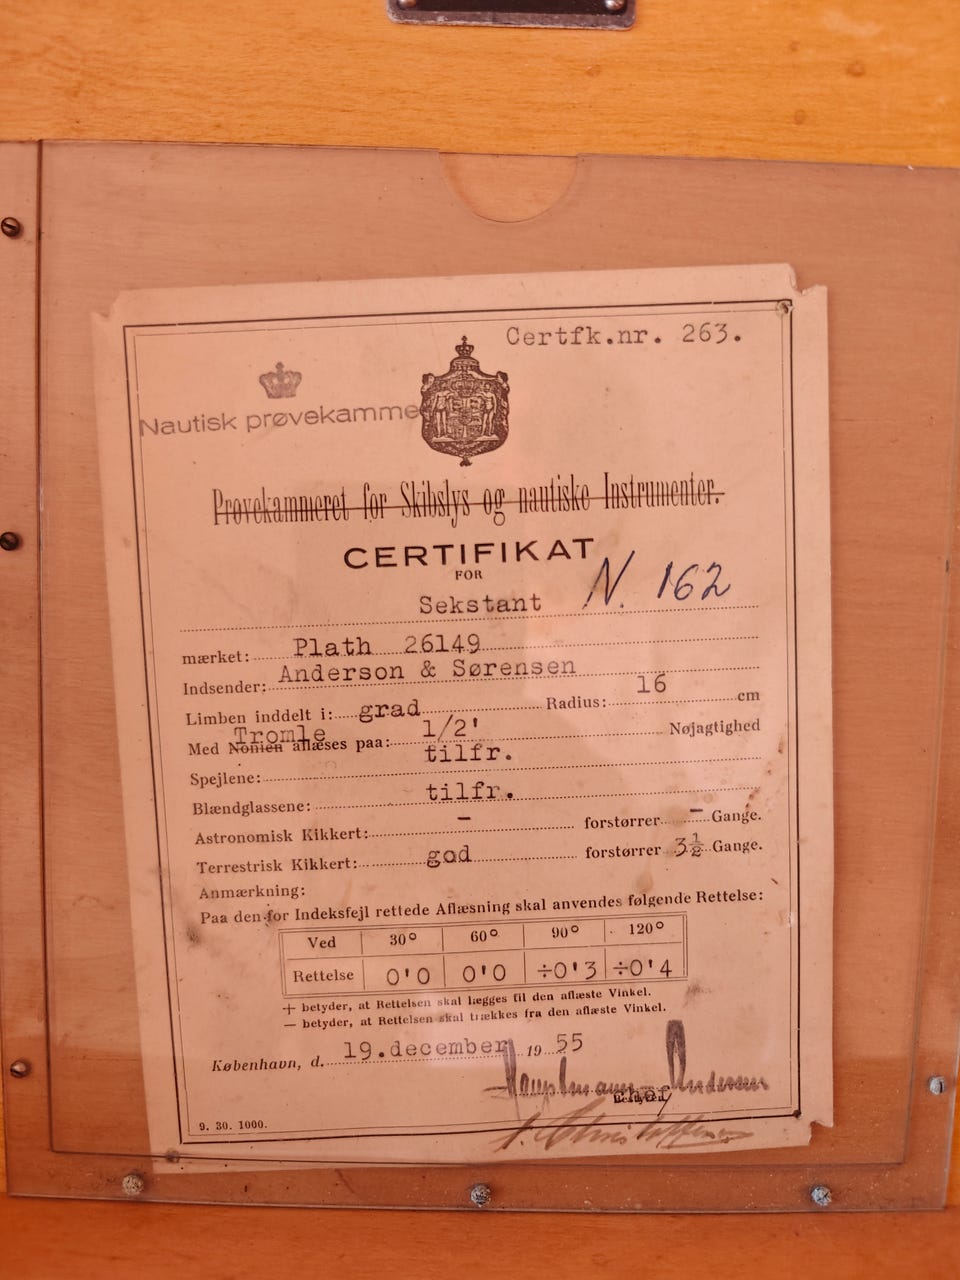 Certfk.nr. 263.
Nautisk prøvekamme
Prøvekammeret for Skibslys og nautiske Instrumenter.
CERTIFIKAT
FOR
Sekstant N. 162
mærket: Plath 26149
Indsender: Anderson & Sørensen
Limben inddelt i: grad Radius: 16 cm
Tromle
Med Nonien aflæses paa: 1/2' Nøjagtighed
Spejlene: tilfr.
Blændglassene: tilfr.
Astronomisk Kikkert: - forstørrer - Gange.
Terrestrisk Kikkert: god forstørrer 3½ Gange.
Anmærkning:
Paa den for Indeksfejl rettede Aflæsning skal anvendes følgende Rettelse:
Ved 30° 60° 90° 120°
Rettelse 0'0 0'0 ÷0'3 ÷0'4
+ betyder, at Rettelsen skal lægges til den aflæste Vinkel.
— betyder, at Rettelsen skal trækkes fra den aflæste Vinkel.
København, d. 19.december 1955
Andersen
Chef
9. 30. 1000.